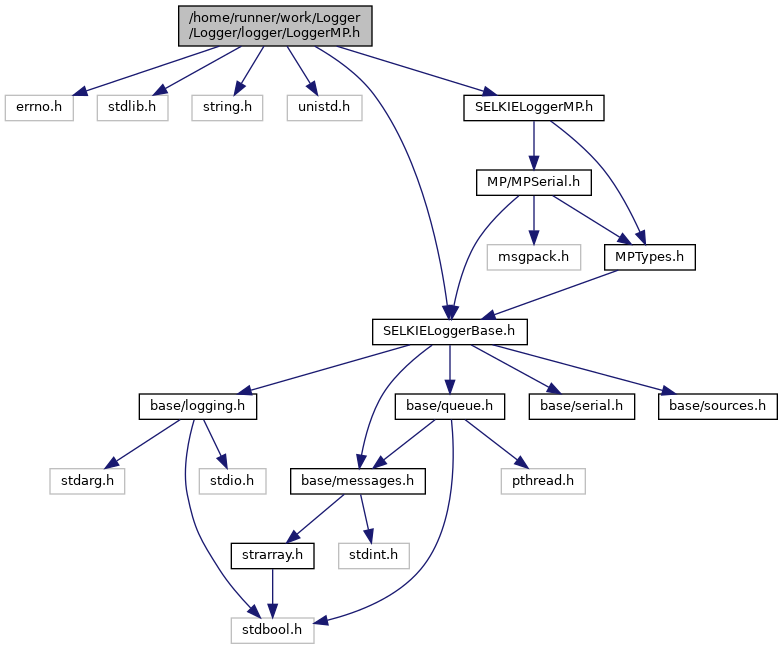 /home/runner/work/Logger
/Logger/logger/LoggerMP.h
errno.h
stdlib.h
string.h
unistd.h
SELKIELoggerMP.h
MP/MPSerial.h
msgpack.h
MPTypes.h
SELKIELoggerBase.h
base/logging.h
base/queue.h
base/serial.h
base/sources.h
stdarg.h
stdio.h
base/messages.h
pthread.h
strarray.h
stdint.h
stdbool.h